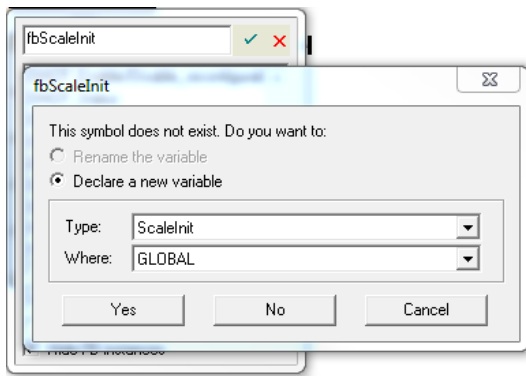 fbScaleInit
fbScaleInit
This symbol does not exist. Do you want to:
Rename the variable
Declare a new variable
Type: ScaleInit
Where: GLOBAL
Yes No Cancel